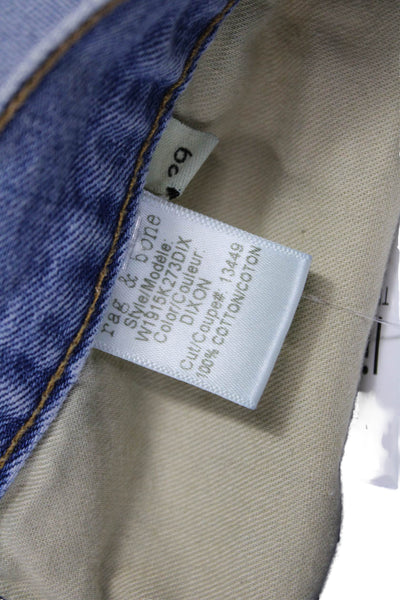 rag & bone
Style/Modèle:
W1915K273DIX
Color/Couleur
DIXON
Cut/Coupe#: 13449
100% COTTON/COTON